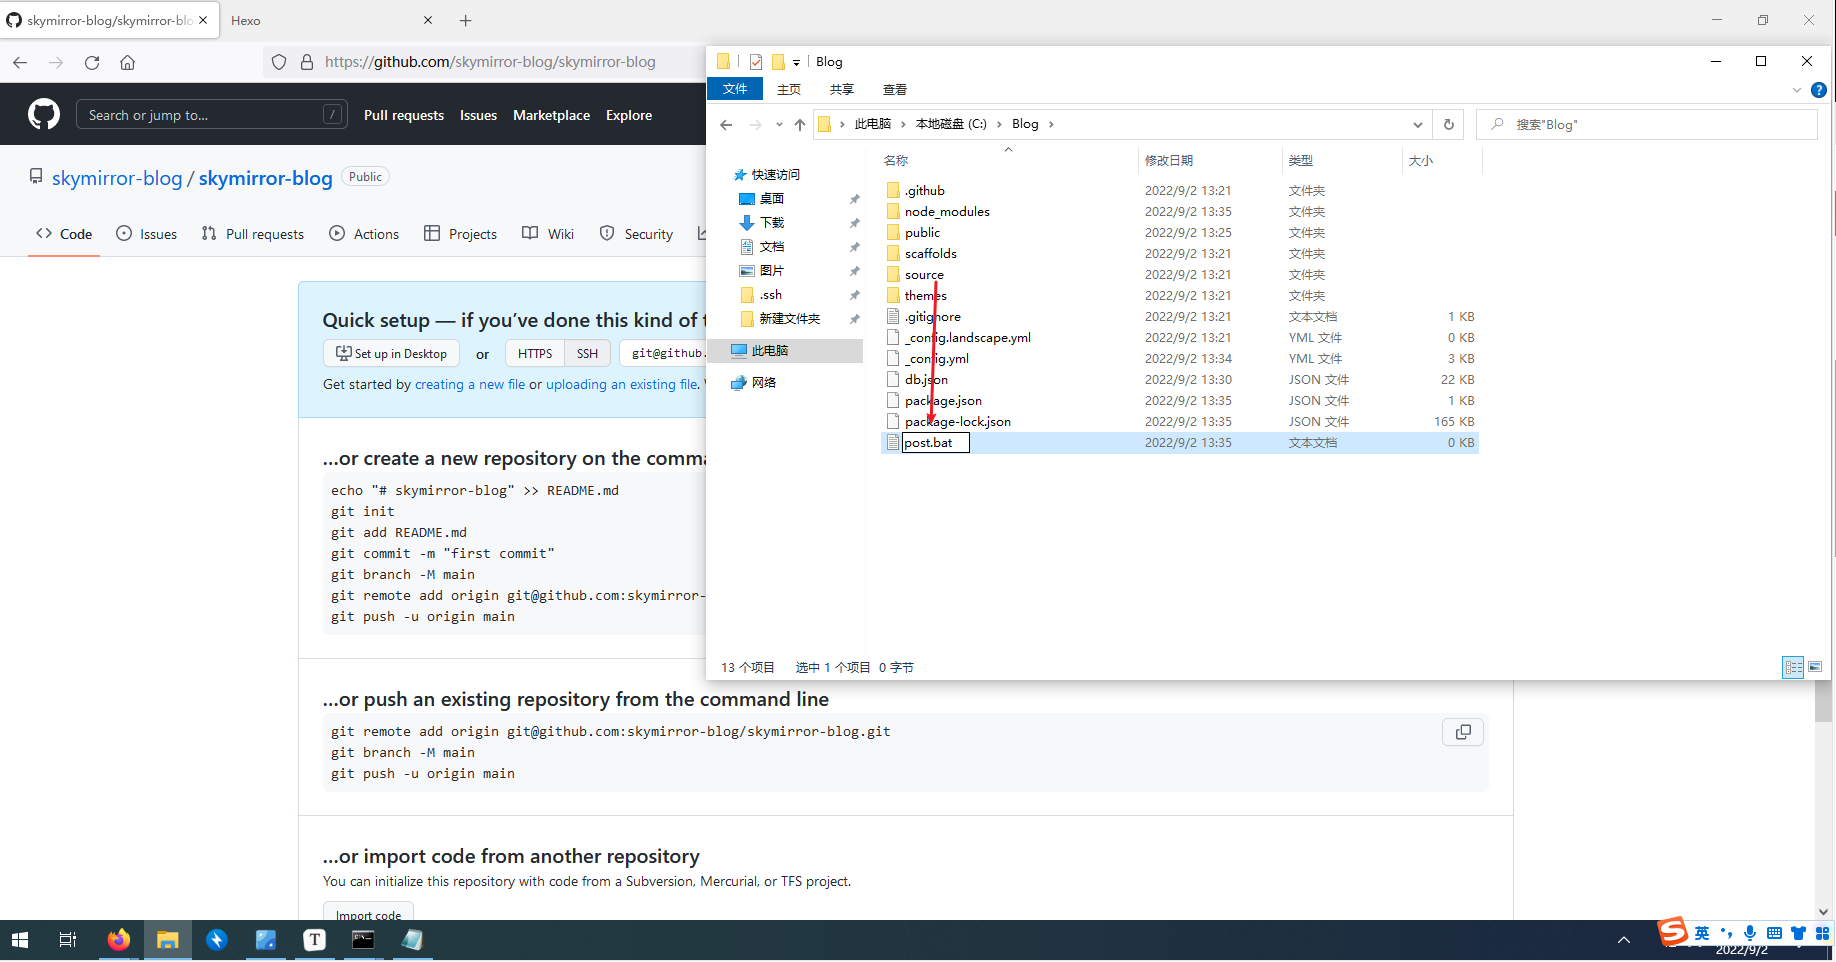 skymirror-blog/skymirror-blo
Hexo
https://github.com/skymirror-blog/skymirror-blog
Search or jump to...
/
Pull requests
Issues
Marketplace
Explore
skymirror-blog / skymirror-blog
Public
Code
Issues
Pull requests
Actions
Projects
Wiki
Security
Quick setup — if you've done this kind of t
Set up in Desktop
or
HTTPS
SSH
git@github.
Get started by creating a new file or uploading an existing file.
…or create a new repository on the comma
echo "# skymirror-blog" >> README.md
git init
git add README.md
git commit -m "first commit"
git branch -M main
git remote add origin git@github.com:skymirror-
git push -u origin main
…or push an existing repository from the command line
git remote add origin git@github.com:skymirror-blog/skymirror-blog.git
git branch -M main
git push -u origin main
…or import code from another repository
You can initialize this repository with code from a Subversion, Mercurial, or TFS project.
Import code
Blog
文件
主页
共享
查看
?
此电脑 > 本地磁盘 (C:) > Blog >
搜索"Blog"
快速访问
桌面
下载
文档
图片
.ssh
新建文件夹
此电脑
网络
名称 修改日期 类型 大小
.github 2022/9/2 13:21 文件夹
node_modules 2022/9/2 13:35 文件夹
public 2022/9/2 13:25 文件夹
scaffolds 2022/9/2 13:21 文件夹
source 2022/9/2 13:21 文件夹
themes 2022/9/2 13:21 文件夹
.gitignore 2022/9/2 13:21 文本文档 1 KB
_config.landscape.yml 2022/9/2 13:21 YML 文件 0 KB
_config.yml 2022/9/2 13:34 YML 文件 3 KB
db.json 2022/9/2 13:30 JSON 文件 22 KB
package.json 2022/9/2 13:35 JSON 文件 1 KB
package-lock.json 2022/9/2 13:35 JSON 文件 165 KB
post.bat 2022/9/2 13:35 文本文档 0 KB
13 个项目
选中 1 个项目 0 字节
T
S
英
2022/9/2